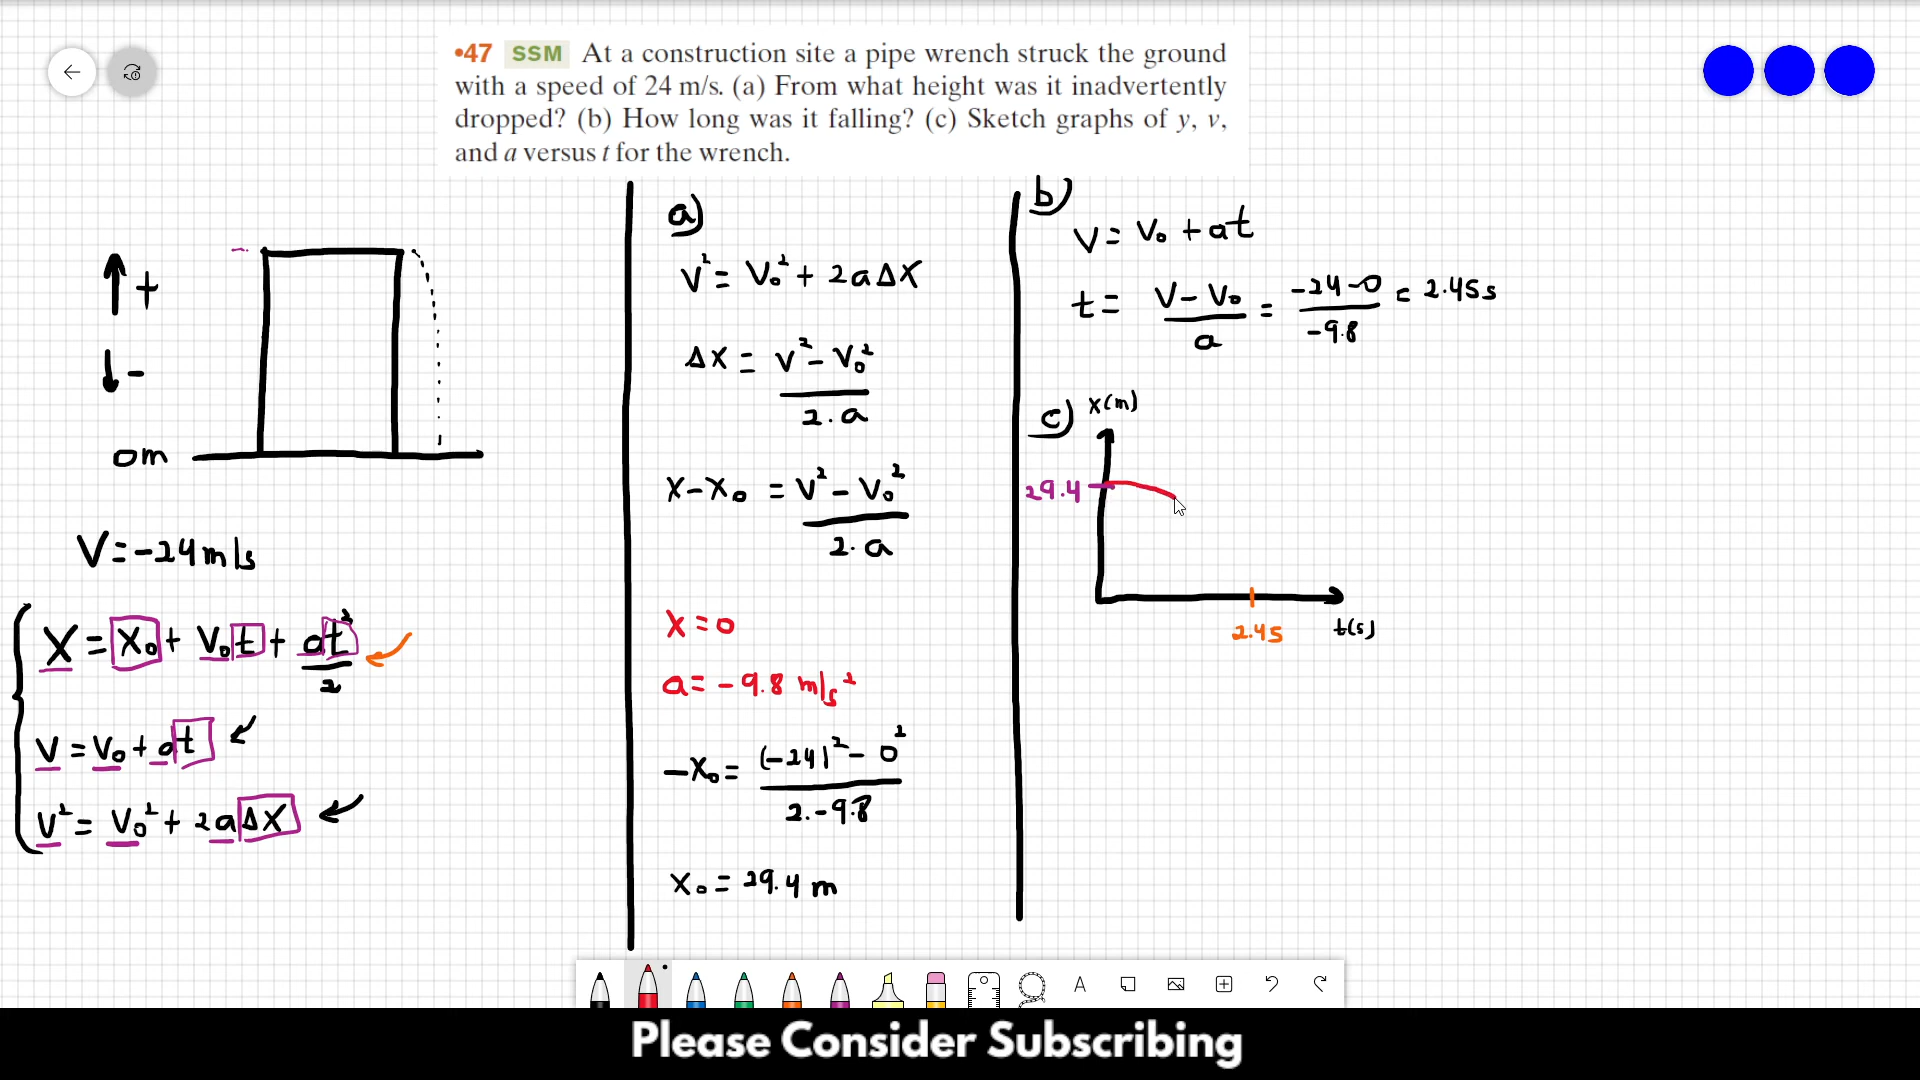 •47 SSM At a construction site a pipe wrench struck the ground
with a speed of 24 m/s. (a) From what height was it inadvertently
dropped? (b) How long was it falling? (c) Sketch graphs of y, v,
and a versus t for the wrench.
↑ +
↓ -
0m
V = -24 m/s
X = X₀ + V₀t + at²/2
V = V₀ + at
V² = V₀² + 2aΔX
a)
V² = V₀² + 2aΔX
ΔX = V² - V₀² / 2.a
X - X₀ = V² - V₀² / 2.a
X = 0
a = -9.8 m/s²
-X₀ = (-24)² - 0² / 2.-9.8
X₀ = 29.4 m
b)
V = V₀ + at
t = V - V₀ / a = -24-0 / -9.8 = 2.45s
c)
X(m)
29.4
2.45
t(s)
A
Please Consider Subscribing